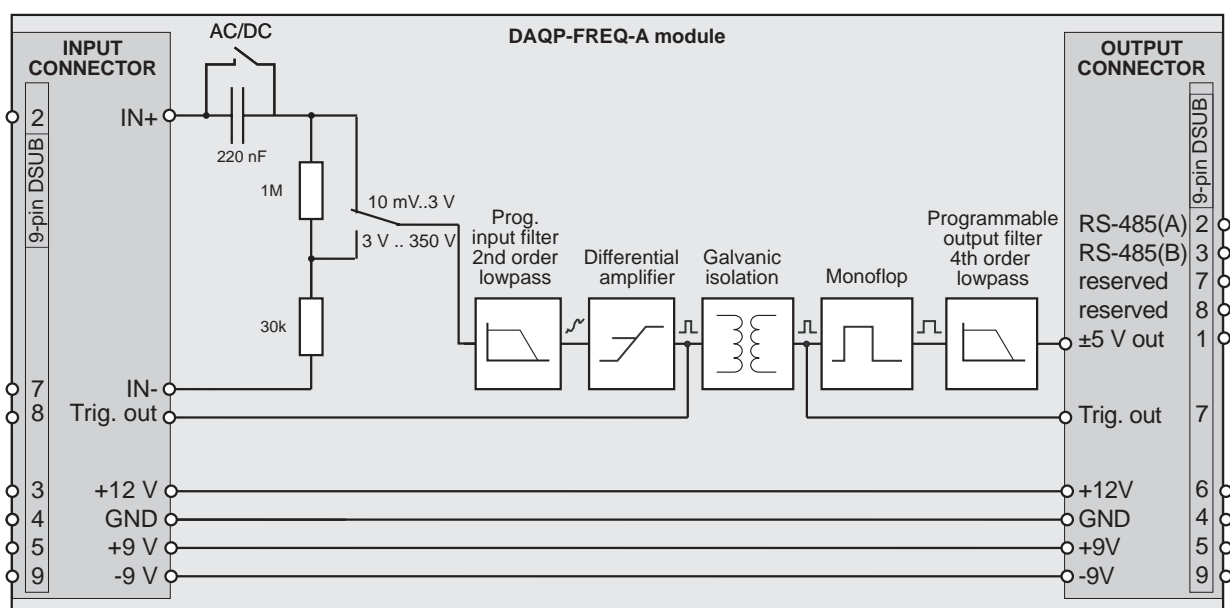 DAQP-FREQ-A module
INPUT
CONNECTOR
9-pin DSUB
2 IN+
7 IN-
8 Trig. out
3 +12 V
4 GND
5 +9 V
9 -9 V
AC/DC
220 nF
1M
30k
10 mV..3 V
3 V .. 350 V
Prog.
input filter
2nd order
lowpass
Differential
amplifier
Galvanic
isolation
Monoflop
Programmable
output filter
4th order
lowpass
OUTPUT
CONNECTOR
9-pin DSUB
RS-485(A) 2
RS-485(B) 3
reserved 7
reserved 8
±5 V out 1
Trig. out 7
+12V 6
GND 4
+9V 5
-9V 9